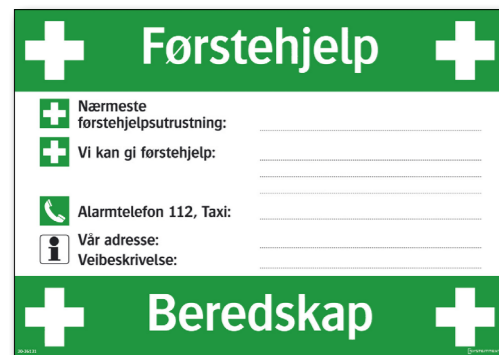 Førstehjelp
Nærmeste
førstehjelpsutrustning:
Vi kan gi førstehjelp:
Alarmtelefon 112, Taxi:
Vår adresse:
Veibeskrivelse:
Beredskap